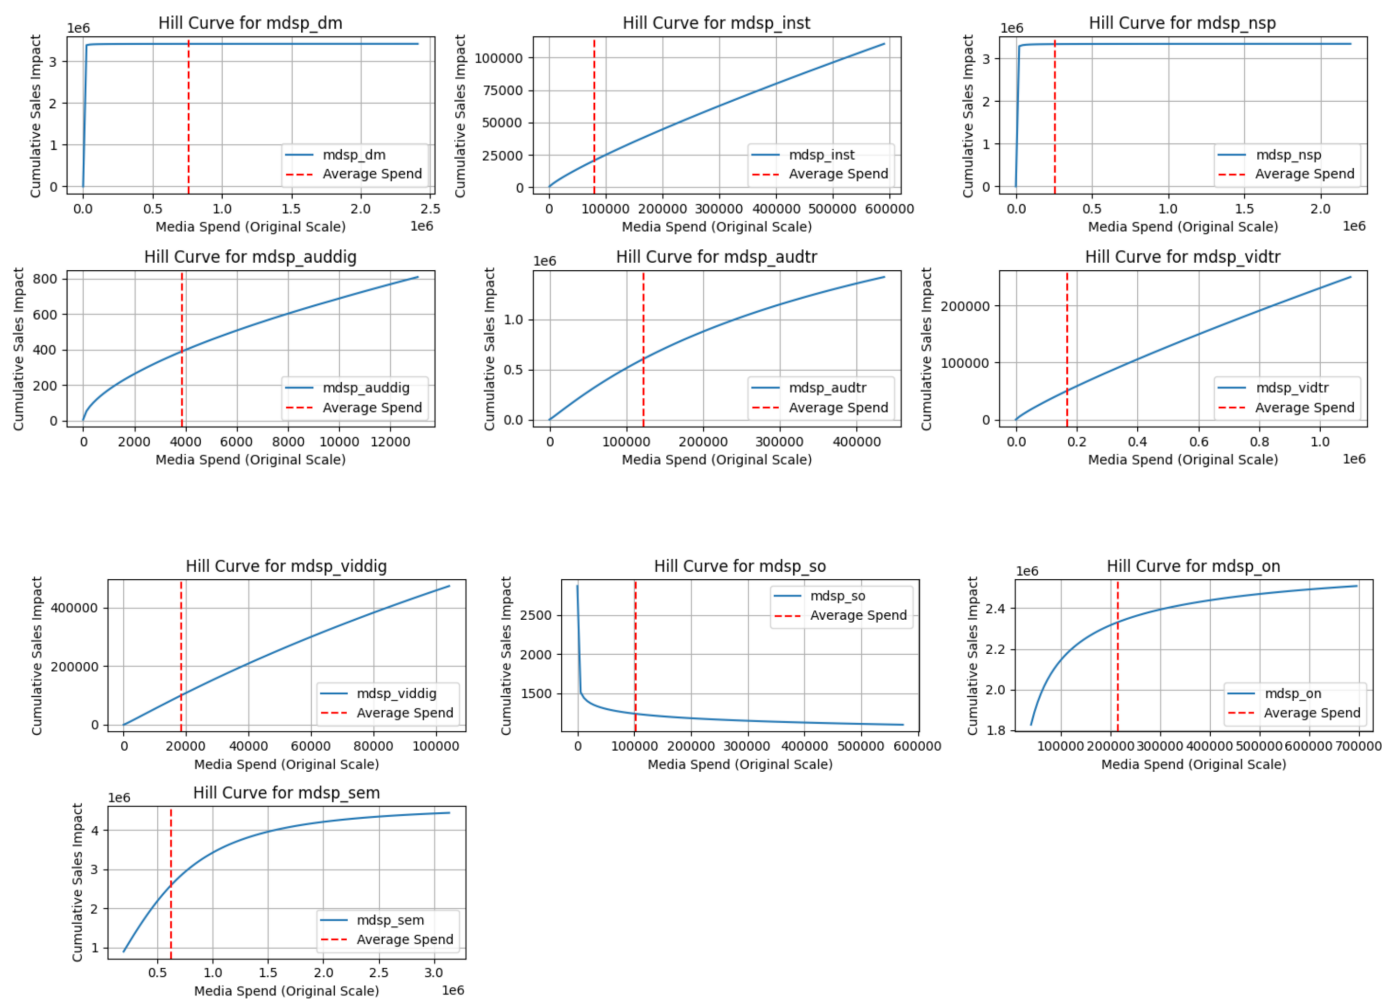 Hill Curve for mdsp_dm
1e6
Cumulative Sales Impact
3
2
1
0
mdsp_dm
Average Spend
0.0 0.5 1.0 1.5 2.0 2.5
Media Spend (Original Scale)
1e6
Hill Curve for mdsp_inst
Cumulative Sales Impact
100000
75000
50000
25000
0
mdsp_inst
Average Spend
0 100000 200000 300000 400000 500000 600000
Media Spend (Original Scale)
Hill Curve for mdsp_nsp
1e6
Cumulative Sales Impact
3
2
1
0
mdsp_nsp
Average Spend
0.0 0.5 1.0 1.5 2.0
Media Spend (Original Scale)
1e6
Hill Curve for mdsp_auddig
Cumulative Sales Impact
800
600
400
200
0
mdsp_auddig
Average Spend
0 2000 4000 6000 8000 10000 12000
Media Spend (Original Scale)
Hill Curve for mdsp_audtr
1e6
Cumulative Sales Impact
1.0
0.5
0.0
mdsp_audtr
Average Spend
0 100000 200000 300000 400000
Media Spend (Original Scale)
Hill Curve for mdsp_vidtr
Cumulative Sales Impact
200000
100000
0
mdsp_vidtr
Average Spend
0.0 0.2 0.4 0.6 0.8 1.0
Media Spend (Original Scale)
1e6
Hill Curve for mdsp_viddig
Cumulative Sales Impact
400000
200000
0
mdsp_viddig
Average Spend
0 20000 40000 60000 80000 100000
Media Spend (Original Scale)
Hill Curve for mdsp_so
Cumulative Sales Impact
mdsp_so
Average Spend
2500
2000
1500
0 100000 200000 300000 400000 500000 600000
Media Spend (Original Scale)
Hill Curve for mdsp_on
1e6
Cumulative Sales Impact
2.4
2.2
2.0
1.8
mdsp_on
Average Spend
1000000 2000000 3000000 4000000 5000000 6000000 7000000
Media Spend (Original Scale)
Hill Curve for mdsp_sem
1e6
Cumulative Sales Impact
4
3
2
1
mdsp_sem
Average Spend
0.5 1.0 1.5 2.0 2.5 3.0
Media Spend (Original Scale)
1e6